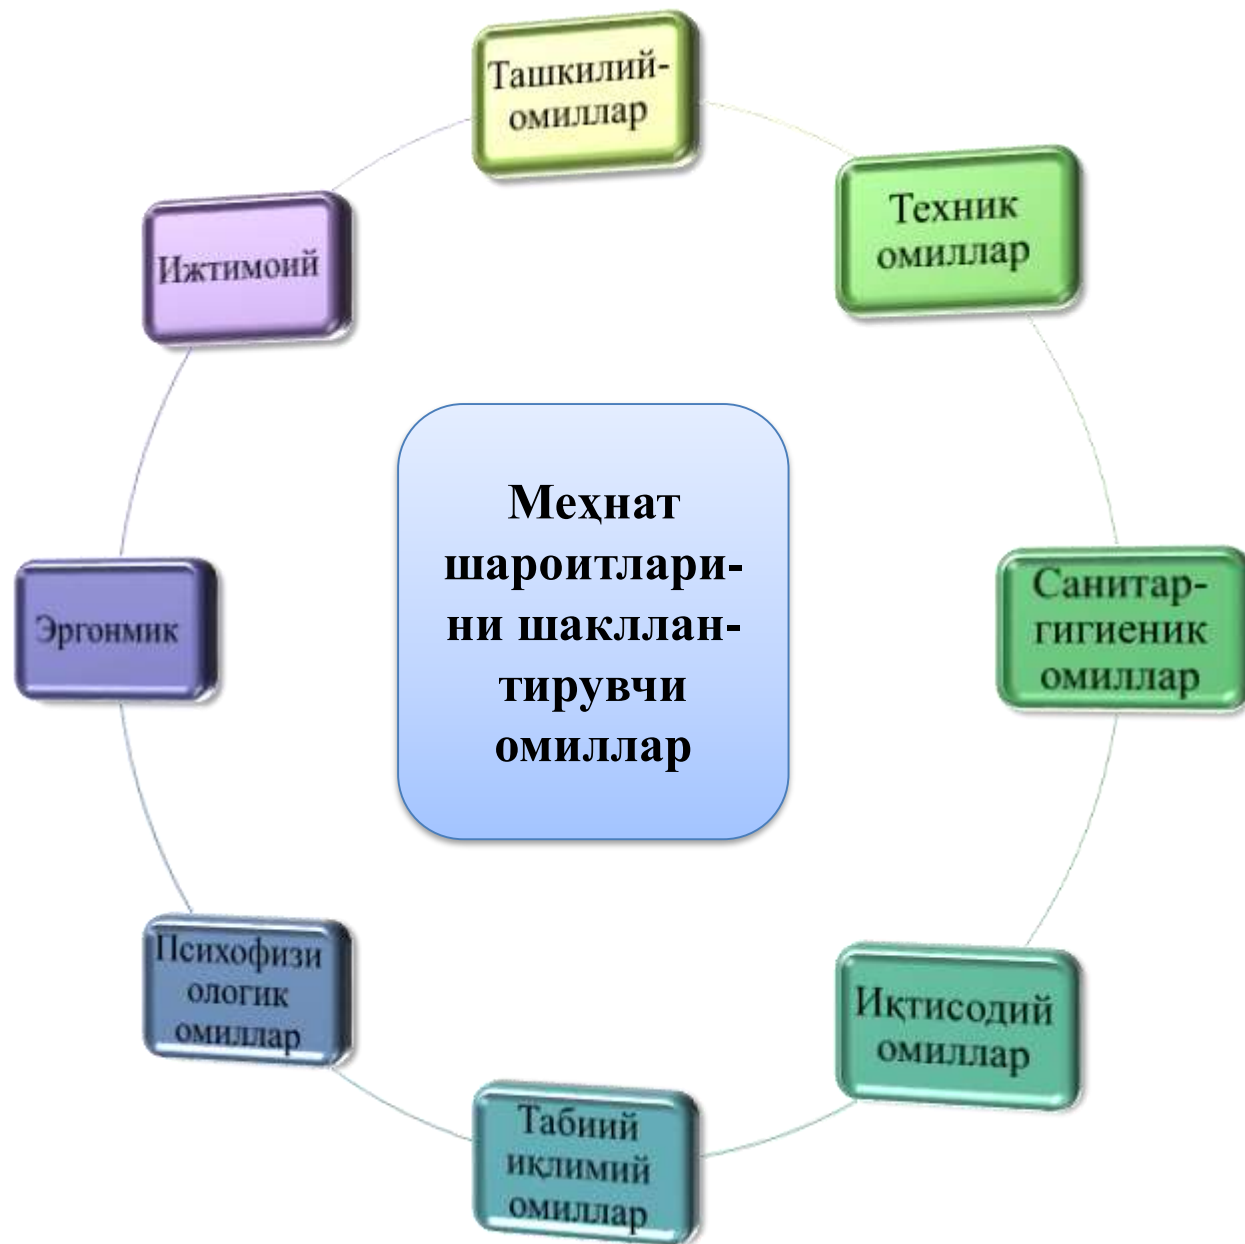 Ташкилий-
омиллар
Техник
омиллар
Ижтимоий
Меҳнат
шароитлари-
ни шакллан-
тирувчи
омиллар
Эргонмик
Санитар-
гигиеник
омиллар
Психофизи
ологик
омиллар
Иқтисодий
омиллар
Табиий
иқлимий
омиллар